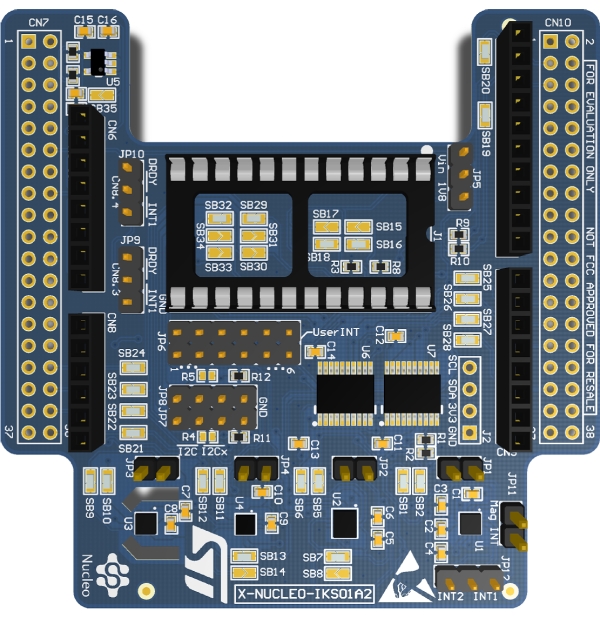 CN7
C15 C16
1
U5
SB35
CN6
JP10
DRDY
CN8.4
INT1
JP9
DRDY
CN8.3
INT1
CN10
2
SB20
SB19
FOR EVALUATION ONLY
NOT FCC APPROVED FOR RESALE
Vin
1V8
JP5
J1
R9
R10
SB32 SB29
SB34
SB31
SB33 SB30
SB17
SB15
SB16
SB18
R3
R8
GND
SB25
SB26
SB27
SB28
CN8
UserINT
JP6
C14
C12
U6
U7
1
6
SB24
SB23
SB22
SB21
R5
R12
JP8
JP7
GND
R4
R11
I2C I2Cx
SCL SDA 3V3 GND
J2
37
38
C13
C11
R1
R2
JP3
JP4
JP2
JP1
SB9
SB10
C7
C8
U3
SB12
SB11
C10
U4
C9
SB6
SB5
U2
C6
C5
SB1
SB2
C3
C1
C2
C4
U1
JP11
Mag INT
JP12
Nucleo
ST
SB13
SB14
SB7
SB8
X-NUCLEO-IKS01A2
INT2 INT1